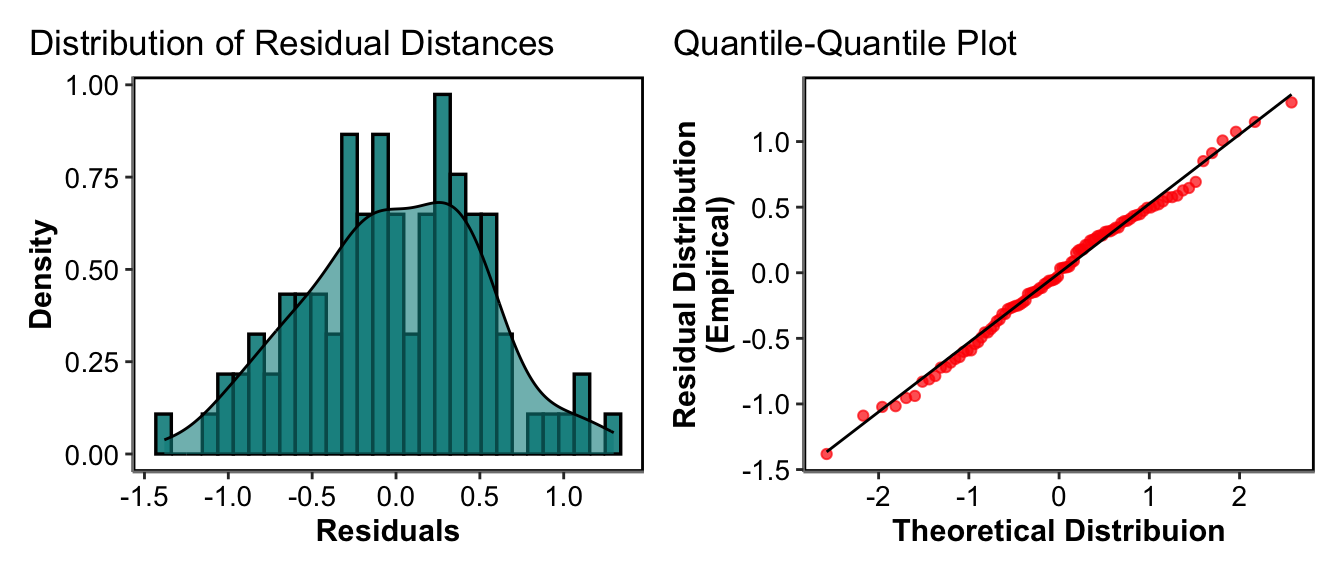 Distribution of Residual Distances
1.00
0.75
0.50
0.25
0.00
Density
-1.5 -1.0 -0.5 0.0 0.5 1.0
Residuals
Quantile-Quantile Plot
1.0
0.5
0.0
-0.5
-1.0
-1.5
Residual Distribution
(Empirical)
-2 -1 0 1 2
Theoretical Distribuion